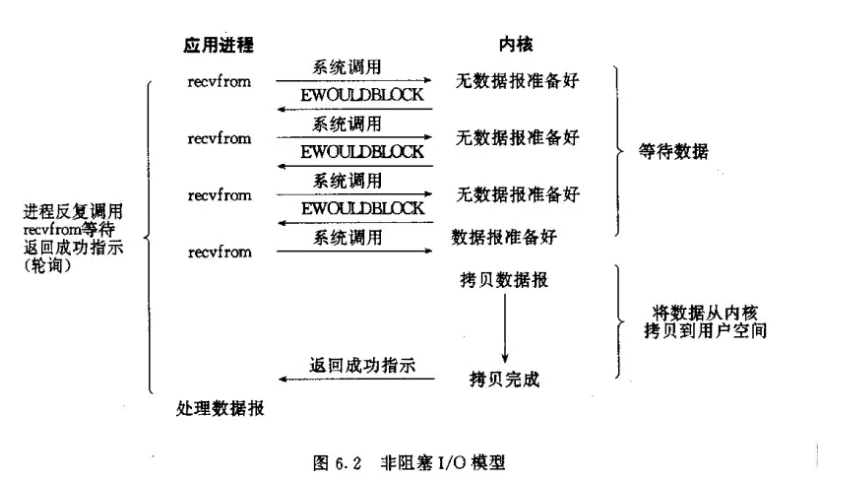 应用进程 内核
recvfrom 系统调用 无数据报准备好
EWOULDBLOCK
recvfrom 系统调用 无数据报准备好
EWOULDBLOCK
等待数据
recvfrom 系统调用 无数据报准备好
EWOULDBLOCK
进程反复调用
recvfrom等待
返回成功指示
(轮询)
recvfrom 系统调用 数据报准备好
拷贝数据报
将数据从内核
拷贝到用户空间
返回成功指示 拷贝完成
处理数据报
图 6.2 非阻塞 I/O 模型